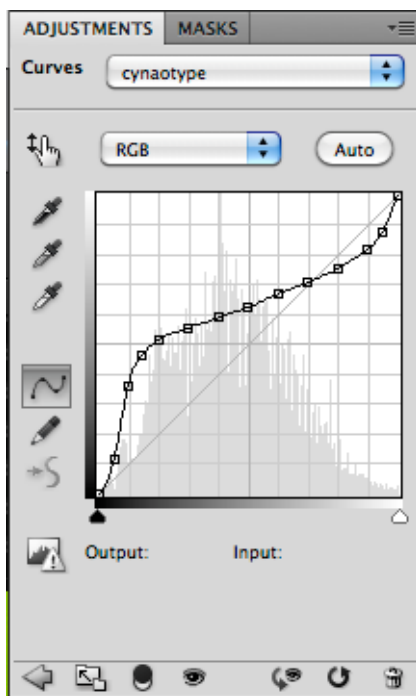 ADJUSTMENTS MASKS
Curves cynaotype
RGB Auto
Output: Input: